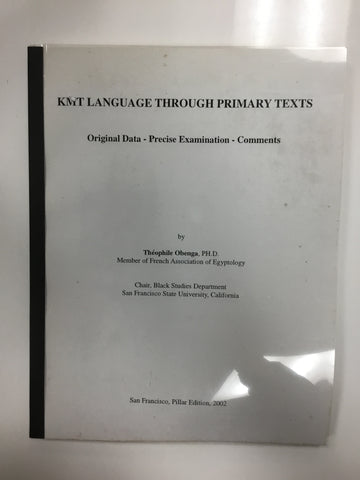 KMT LANGUAGE THROUGH PRIMARY TEXTS
Original Data - Precise Examination - Comments
by
Théophile Obenga, PH.D.
Member of French Association of Egyptology
Chair, Black Studies Department
San Francisco State University, California
San Francisco, Pillar Edition, 2002